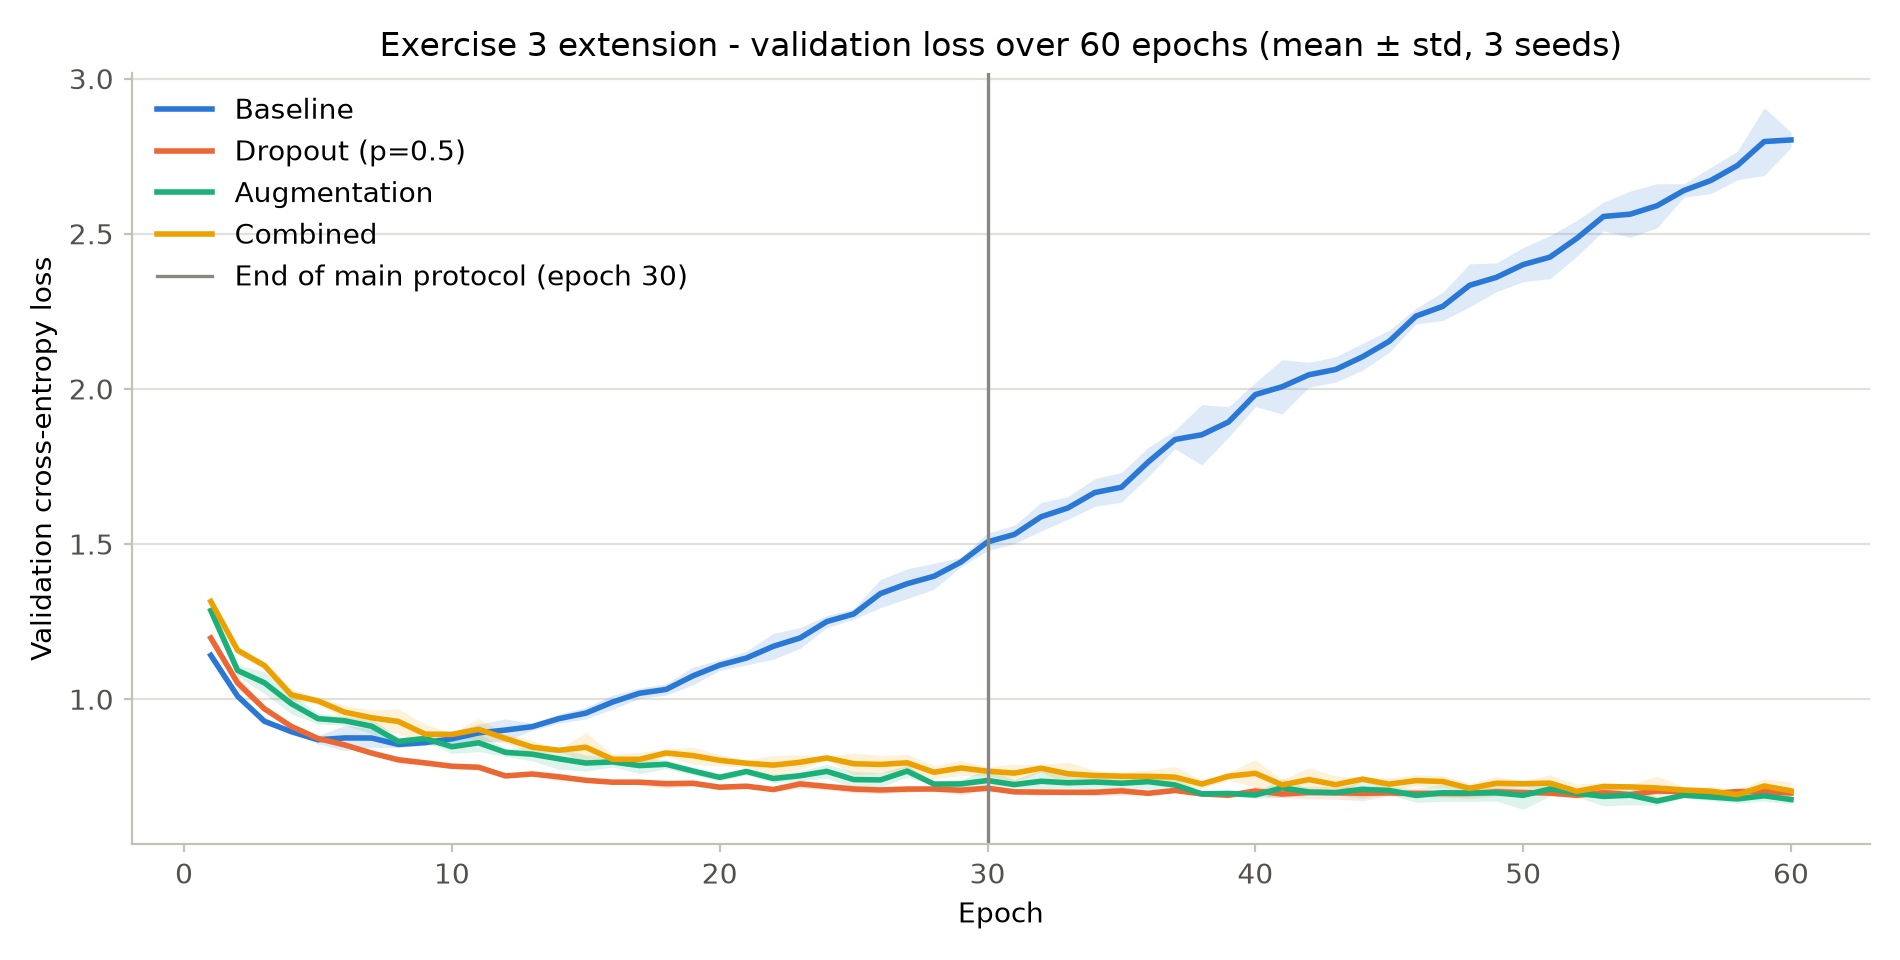 Exercise 3 extension - validation loss over 60 epochs (mean ± std, 3 seeds)
3.0
2.5
2.0
1.5
1.0
Validation cross-entropy loss
Baseline
Dropout (p=0.5)
Augmentation
Combined
End of main protocol (epoch 30)
0 10 20 30 40 50 60
Epoch